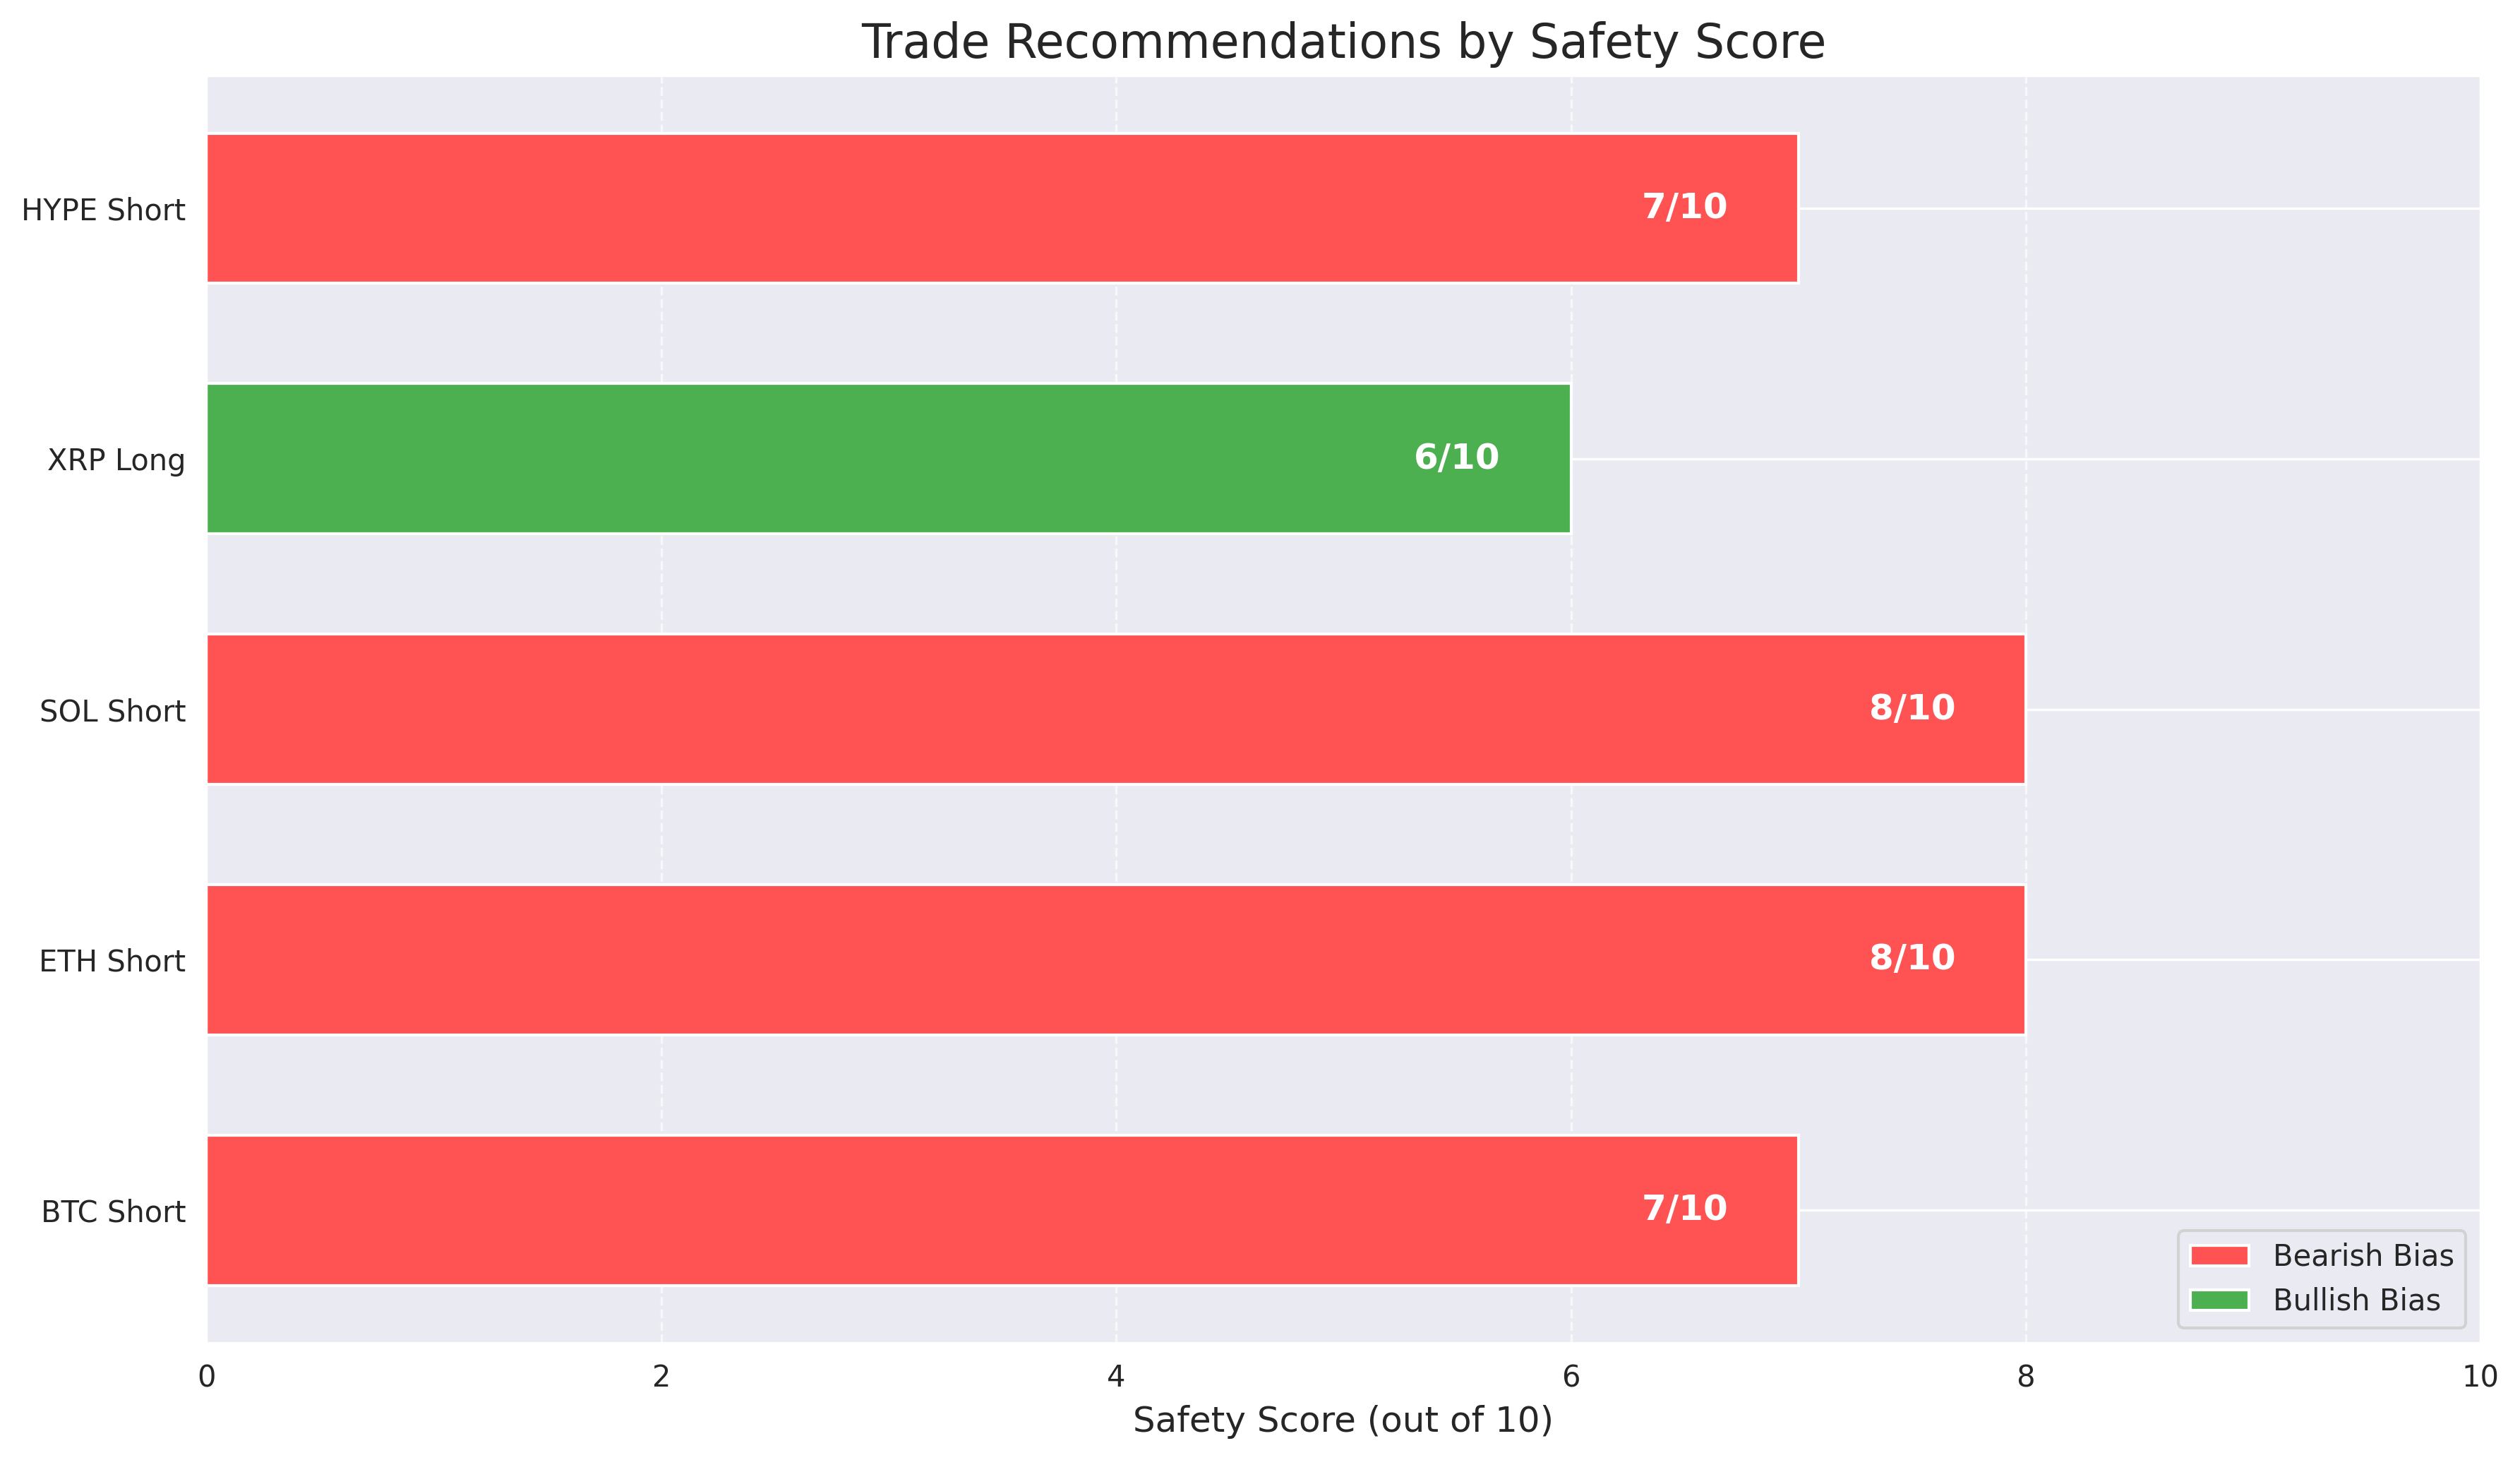 Trade Recommendations by Safety Score
HYPE Short
7/10
XRP Long
6/10
SOL Short
8/10
ETH Short
8/10
BTC Short
7/10
Bearish Bias
Bullish Bias
0 2 4 6 8 10
Safety Score (out of 10)